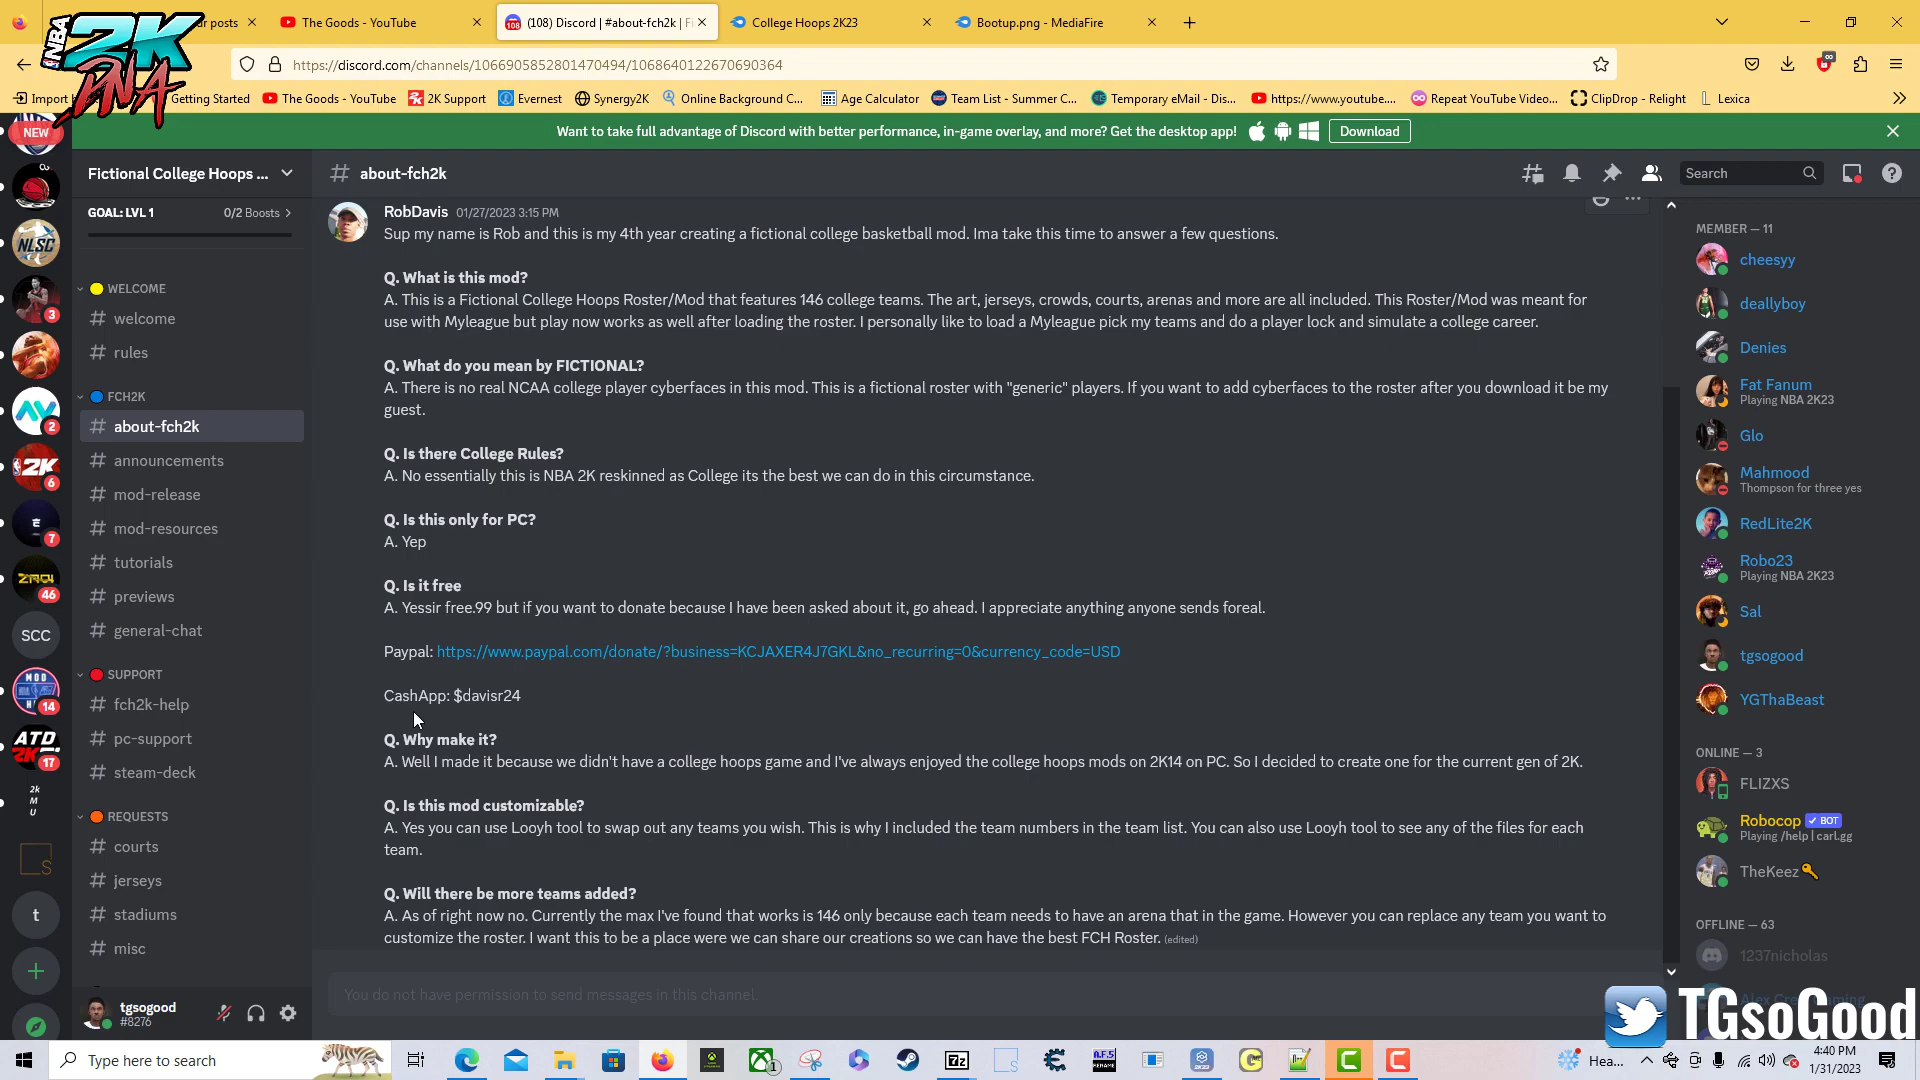 NBA 2K DNA
ur posts
The Goods - YouTube
(108) Discord | #about-fch2k | Fi
College Hoops 2K23
Bootup.png - MediaFire
https://discord.com/channels/1066905852801470494/1068640122670690364
Import
Getting Started
The Goods - YouTube
2K Support
Evernest
Synergy2K
Online Background C...
Age Calculator
Team List - Summer C...
Temporary eMail - Dis...
https://www.youtube....
Repeat YouTube Video...
ClipDrop - Relight
Lexica
NEW
Want to take full advantage of Discord with better performance, in-game overlay, and more? Get the desktop app!
Download
Fictional College Hoops ...
about-fch2k
Search
GOAL: LVL 1
0/2 Boosts
WELCOME
welcome
rules
FCH2K
about-fch2k
announcements
mod-release
mod-resources
tutorials
previews
general-chat
SUPPORT
fch2k-help
pc-support
steam-deck
REQUESTS
courts
jerseys
stadiums
misc
NLSC
3
2
2K
6
7
46
SCC
14
ATD
17
2k
M
U
t
RobDavis 01/27/2023 3:15 PM
Sup my name is Rob and this is my 4th year creating a fictional college basketball mod. Ima take this time to answer a few questions.
Q. What is this mod?
A. This is a Fictional College Hoops Roster/Mod that features 146 college teams. The art, jerseys, crowds, courts, arenas and more are all included. This Roster/Mod was meant for
use with Myleague but play now works as well after loading the roster. I personally like to load a Myleague pick my teams and do a player lock and simulate a college career.
Q. What do you mean by FICTIONAL?
A. There is no real NCAA college player cyberfaces in this mod. This is a fictional roster with "generic" players. If you want to add cyberfaces to the roster after you download it be my
guest.
Q. Is there College Rules?
A. No essentially this is NBA 2K reskinned as College its the best we can do in this circumstance.
Q. Is this only for PC?
A. Yep
Q. Is it free
A. Yessir free.99 but if you want to donate because I have been asked about it, go ahead. I appreciate anything anyone sends foreal.
Paypal: https://www.paypal.com/donate/?business=KCJAXER4J7GKL&no_recurring=0&currency_code=USD
CashApp: $davisr24
Q. Why make it?
A. Well I made it because we didn't have a college hoops game and I've always enjoyed the college hoops mods on 2K14 on PC. So I decided to create one for the current gen of 2K.
Q. Is this mod customizable?
A. Yes you can use Looyh tool to swap out any teams you wish. This is why I included the team numbers in the team list. You can also use Looyh tool to see any of the files for each
team.
Q. Will there be more teams added?
A. As of right now no. Currently the max I've found that works is 146 only because each team needs to have an arena that in the game. However you can replace any team you want to
customize the roster. I want this to be a place were we can share our creations so we can have the best FCH Roster. (edited)
You do not have permission to send messages in this channel.
MEMBER — 11
cheesyy
deallyboy
Denies
Fat Fanum
Playing NBA 2K23
Glo
Mahmood
Thompson for three yes
RedLite2K
Robo23
Playing NBA 2K23
Sal
tgsogood
YGThaBeast
ONLINE — 3
FLIZXS
Robocop BOT
Playing /help | carl.gg
TheKeez
OFFLINE — 63
1237nicholas
TGsoGood
tgsogood
#8276
Type here to search
7z
A.F.S
RENAME
1
Hea...
4:40 PM
1/31/2023